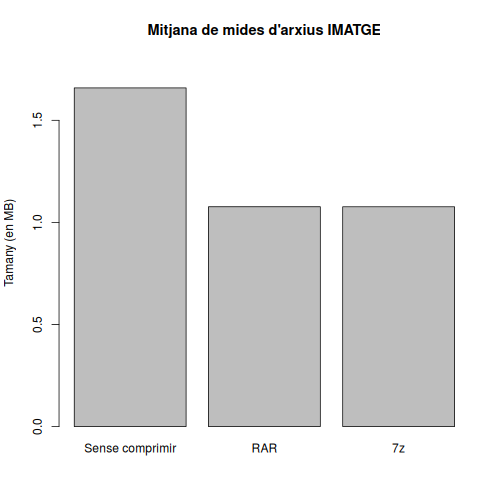 Mitjana de mides d'arxius IMATGE
Tamany (en MB)
1.5
1.0
0.5
0.0
Sense comprimir
RAR
7z